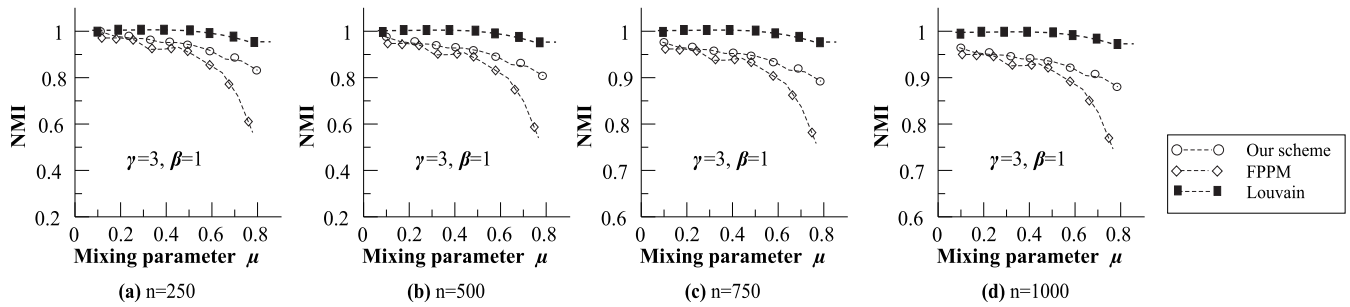 NMI
1
0.8
0.6
0.4
0.2
0 0.2 0.4 0.6 0.8
γ=3, β=1
Mixing parameter μ
(a) n=250
NMI
1
0.8
0.6
0.4
0.2
0 0.2 0.4 0.6 0.8
γ=3, β=1
Mixing parameter μ
(b) n=500
NMI
1
0.9
0.8
0.7
0.6
0 0.2 0.4 0.6 0.8
γ=3, β=1
Mixing parameter μ
(c) n=750
NMI
1
0.9
0.8
0.7
0.6
0 0.2 0.4 0.6 0.8
γ=3, β=1
Mixing parameter μ
(d) n=1000
Our scheme
FPPM
Louvain